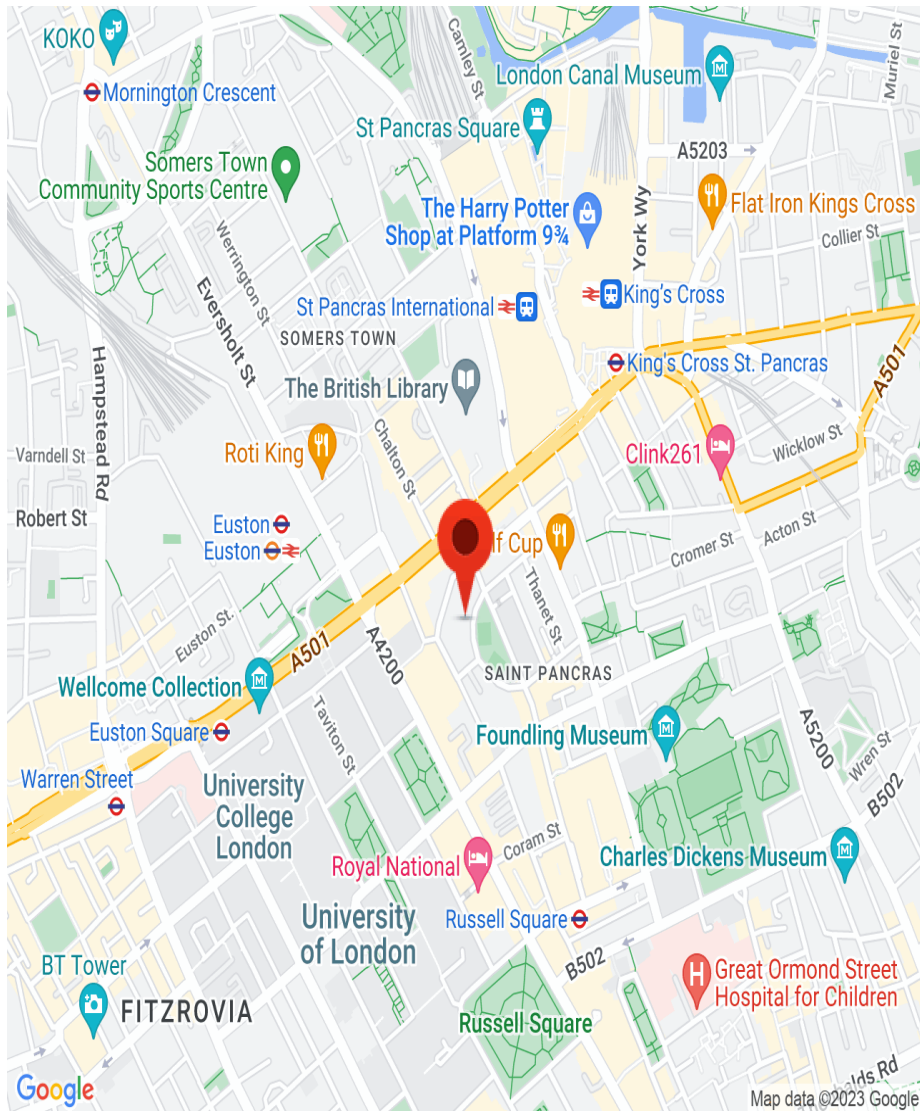 KOKO
Mornington Crescent
Camley St
London Canal Museum
Muriel St
St Pancras Square
A5203
Somers Town
Community Sports Centre
The Harry Potter
Shop at Platform 9¾
York Wy
Flat Iron Kings Cross
Collier St
Werrington St
Eversholt St
St Pancras International
King's Cross
SOMERS TOWN
King's Cross St. Pancras
A501
Hampstead Rd
The British Library
Chalton St
Varndell St
Roti King
Clink261
Wicklow St
Robert St
Euston
Euston
Cup
Cromer St
Acton St
Thanet St
Euston St.
A501
A4200
SAINT PANCRAS
Wellcome Collection
Euston Square
Taviton St
Foundling Museum
A5200
Wren St
Warren Street
University
College
London
B502
Coram St
Royal National
Charles Dickens Museum
University
of London
Russell Square
B502
BT Tower
FITZROVIA
Great Ormond Street
Hospital for Children
Russell Square
Google
Rd
Map data ©2023 Google